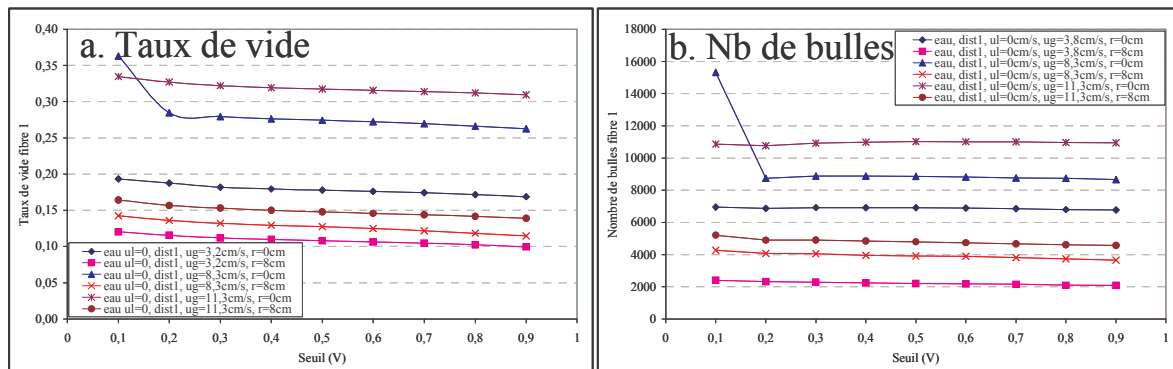 a. Taux de vide
0,40
0,35
0,30
0,25
0,20
0,15
0,10
0,05
0,00
Taux de vide fibre 1
eau ul=0, dist1, ug=3,2cm/s, r=0cm
eau ul=0, dist1, ug=3,2cm/s, r=8cm
eau ul=0, dist1, ug=8,3cm/s, r=0cm
eau ul=0, dist1, ug=8,3cm/s, r=8cm
eau ul=0, dist1, ug=11,3cm/s, r=0cm
eau ul=0, dist1, ug=11,3cm/s, r=8cm
0 0,1 0,2 0,3 0,4 0,5 0,6 0,7 0,8 0,9 1
Seuil (V)
b. Nb de bulles
18000
16000
14000
12000
10000
8000
6000
4000
2000
0
Nombre de bulles fibre 1
eau, dist1, ul=0cm/s, ug=3,8cm/s, r=0cm
eau, dist1, ul=0cm/s, ug=3,8cm/s, r=8cm
eau, dist1, ul=0cm/s, ug=8,3cm/s, r=0cm
eau, dist1, ul=0cm/s, ug=8,3cm/s, r=8cm
eau, dist1, ul=0cm/s, ug=11,3cm/s, r=0cm
eau, dist1, ul=0cm/s, ug=11,3cm/s, r=8cm
0 0,1 0,2 0,3 0,4 0,5 0,6 0,7 0,8 0,9 1
Seuil (V)